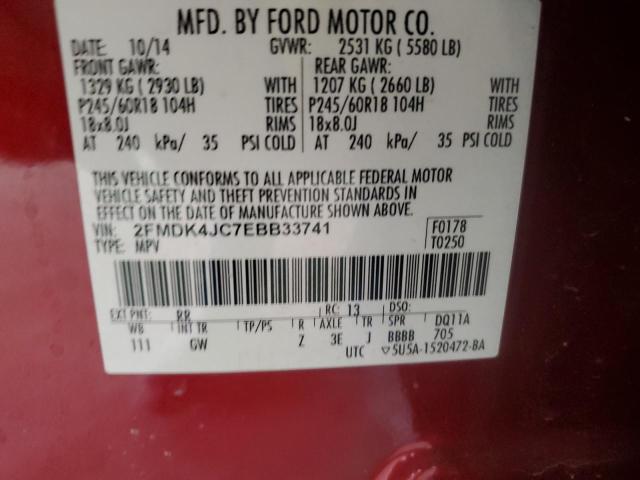 MFD. BY FORD MOTOR CO.
DATE: 10/14 GVWR: 2531 KG ( 5580 LB)
FRONT GAWR: REAR GAWR:
1329 KG ( 2930 LB) WITH 1207 KG ( 2660 LB) WITH
P245/60R18 104H TIRES P245/60R18 104H TIRES
18x8.0J RIMS 18x8.0J RIMS
AT 240 kPa/ 35 PSI COLD AT 240 kPa/ 35 PSI COLD
THIS VEHICLE CONFORMS TO ALL APPLICABLE FEDERAL MOTOR
VEHICLE SAFETY AND THEFT PREVENTION STANDARDS IN
EFFECT ON THE DATE OF MANUFACTURE SHOWN ABOVE.
VIN: 2FMDK4JC7EBB33741 F0178
TYPE: MPV T0250
EXT PNT: RR RC: 13 DSO:
WB INT TR TP/PS R AXLE TR SPR DQ11A
111 GW Z 3E J BBBB 705
UTC ▽5U5A-1520472-BA